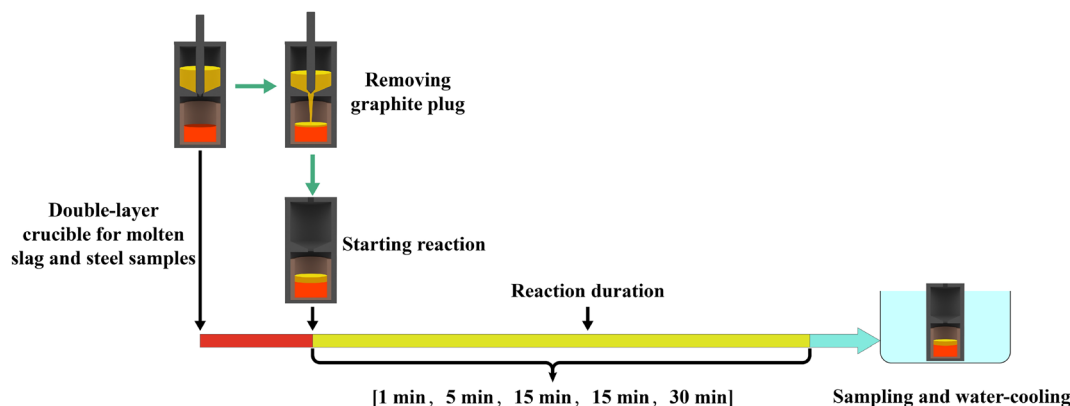 Removing
graphite plug
Double-layer
crucible for molten
slag and steel samples
Starting reaction
Reaction duration
[1 min, 5 min, 15 min, 15 min, 30 min]
Sampling and water-cooling